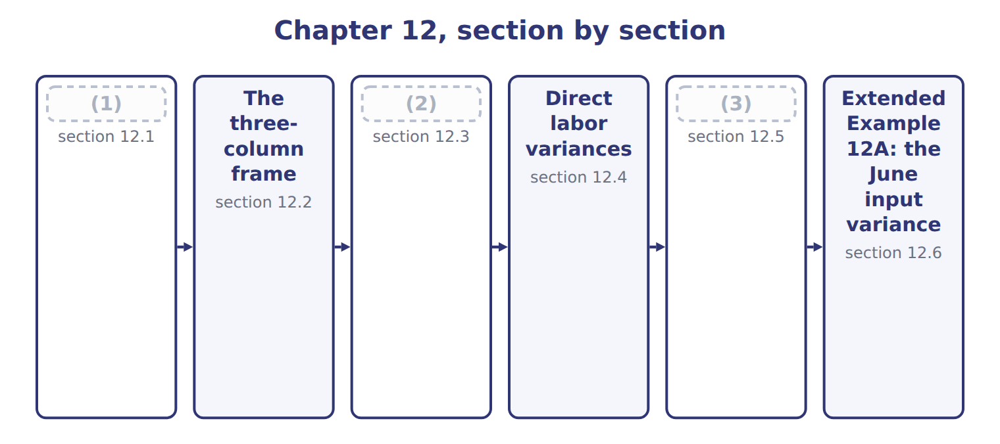 Chapter 12, section by section
(1)
section 12.1
The
three-
column
frame
section 12.2
(2)
section 12.3
Direct
labor
variances
section 12.4
(3)
section 12.5
Extended
Example
12A: the
June
input
variance
section 12.6